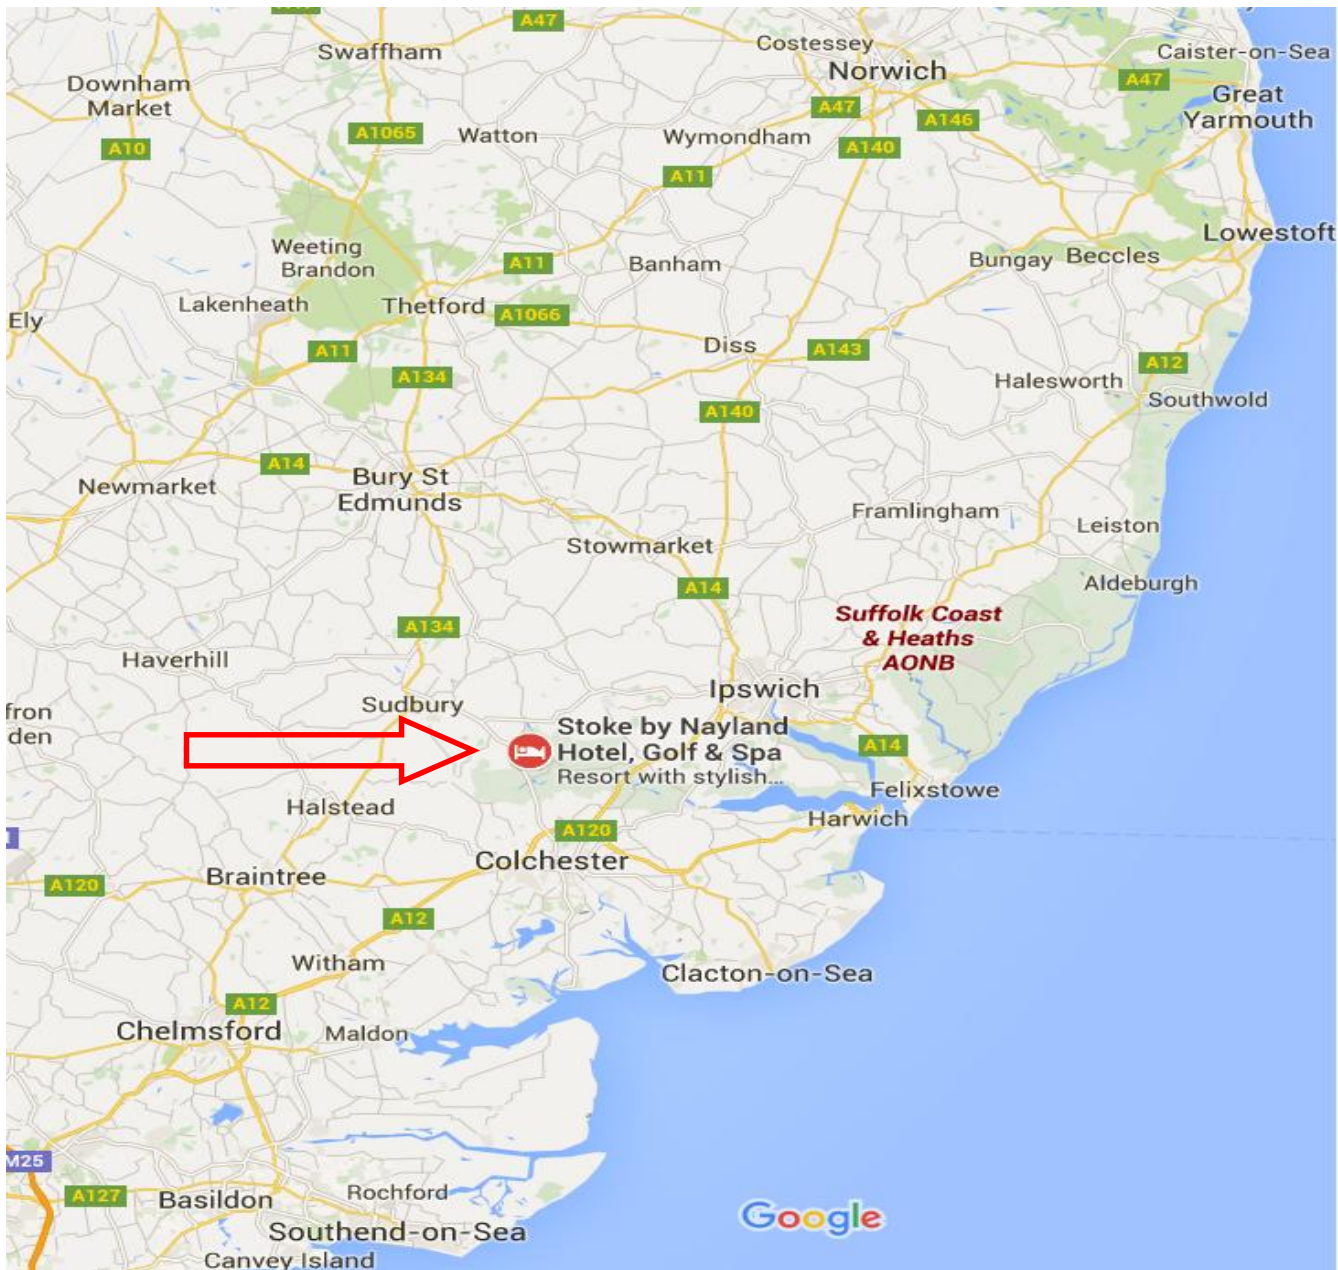 A47
Swaffham
Costessey
Norwich
Caister-on-Sea
Downham
Market
A47
Great
Yarmouth
A47
A146
A1065
Watton
Wymondham
A140
A10
A11
Weeting
Brandon
Lowestoft
A11
Banham
Bungay
Beccles
Lakenheath
Thetford
A1066
Ely
A11
Diss
A143
A12
A134
Halesworth
Southwold
A140
A14
Bury St
Edmunds
Newmarket
Framlingham
Leiston
Stowmarket
A14
Aldeburgh
Suffolk Coast
& Heaths
AONB
A134
Haverhill
Ipswich
Sudbury
fron
den
Stoke by Nayland
Hotel, Golf & Spa
Resort with stylish...
A14
Felixstowe
Halstead
Harwich
A120
Colchester
A120
Braintree
A12
Witham
Clacton-on-Sea
A12
Chelmsford
Maldon
M25
A127
Basildon
Rochford
Google
Southend-on-Sea
Canvey Island